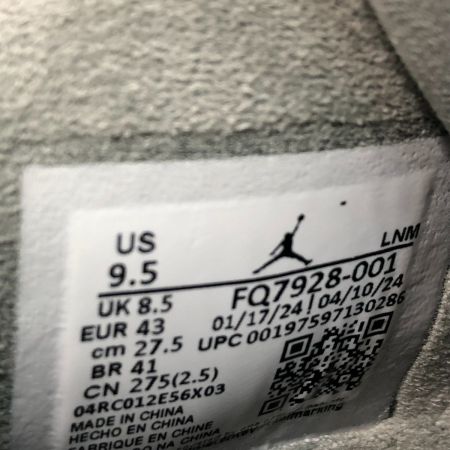 US
9.5
LNM
UK 8.5
FQ7928-001
EUR 43
01/17/24 | 04/10/24
cm 27.5
UPC 00197597130286
BR 41
CN 275(2.5)
04RC012E56X03
MADE IN CHINA
HECHO EN CHINA
FABRIQUE EN CHINE